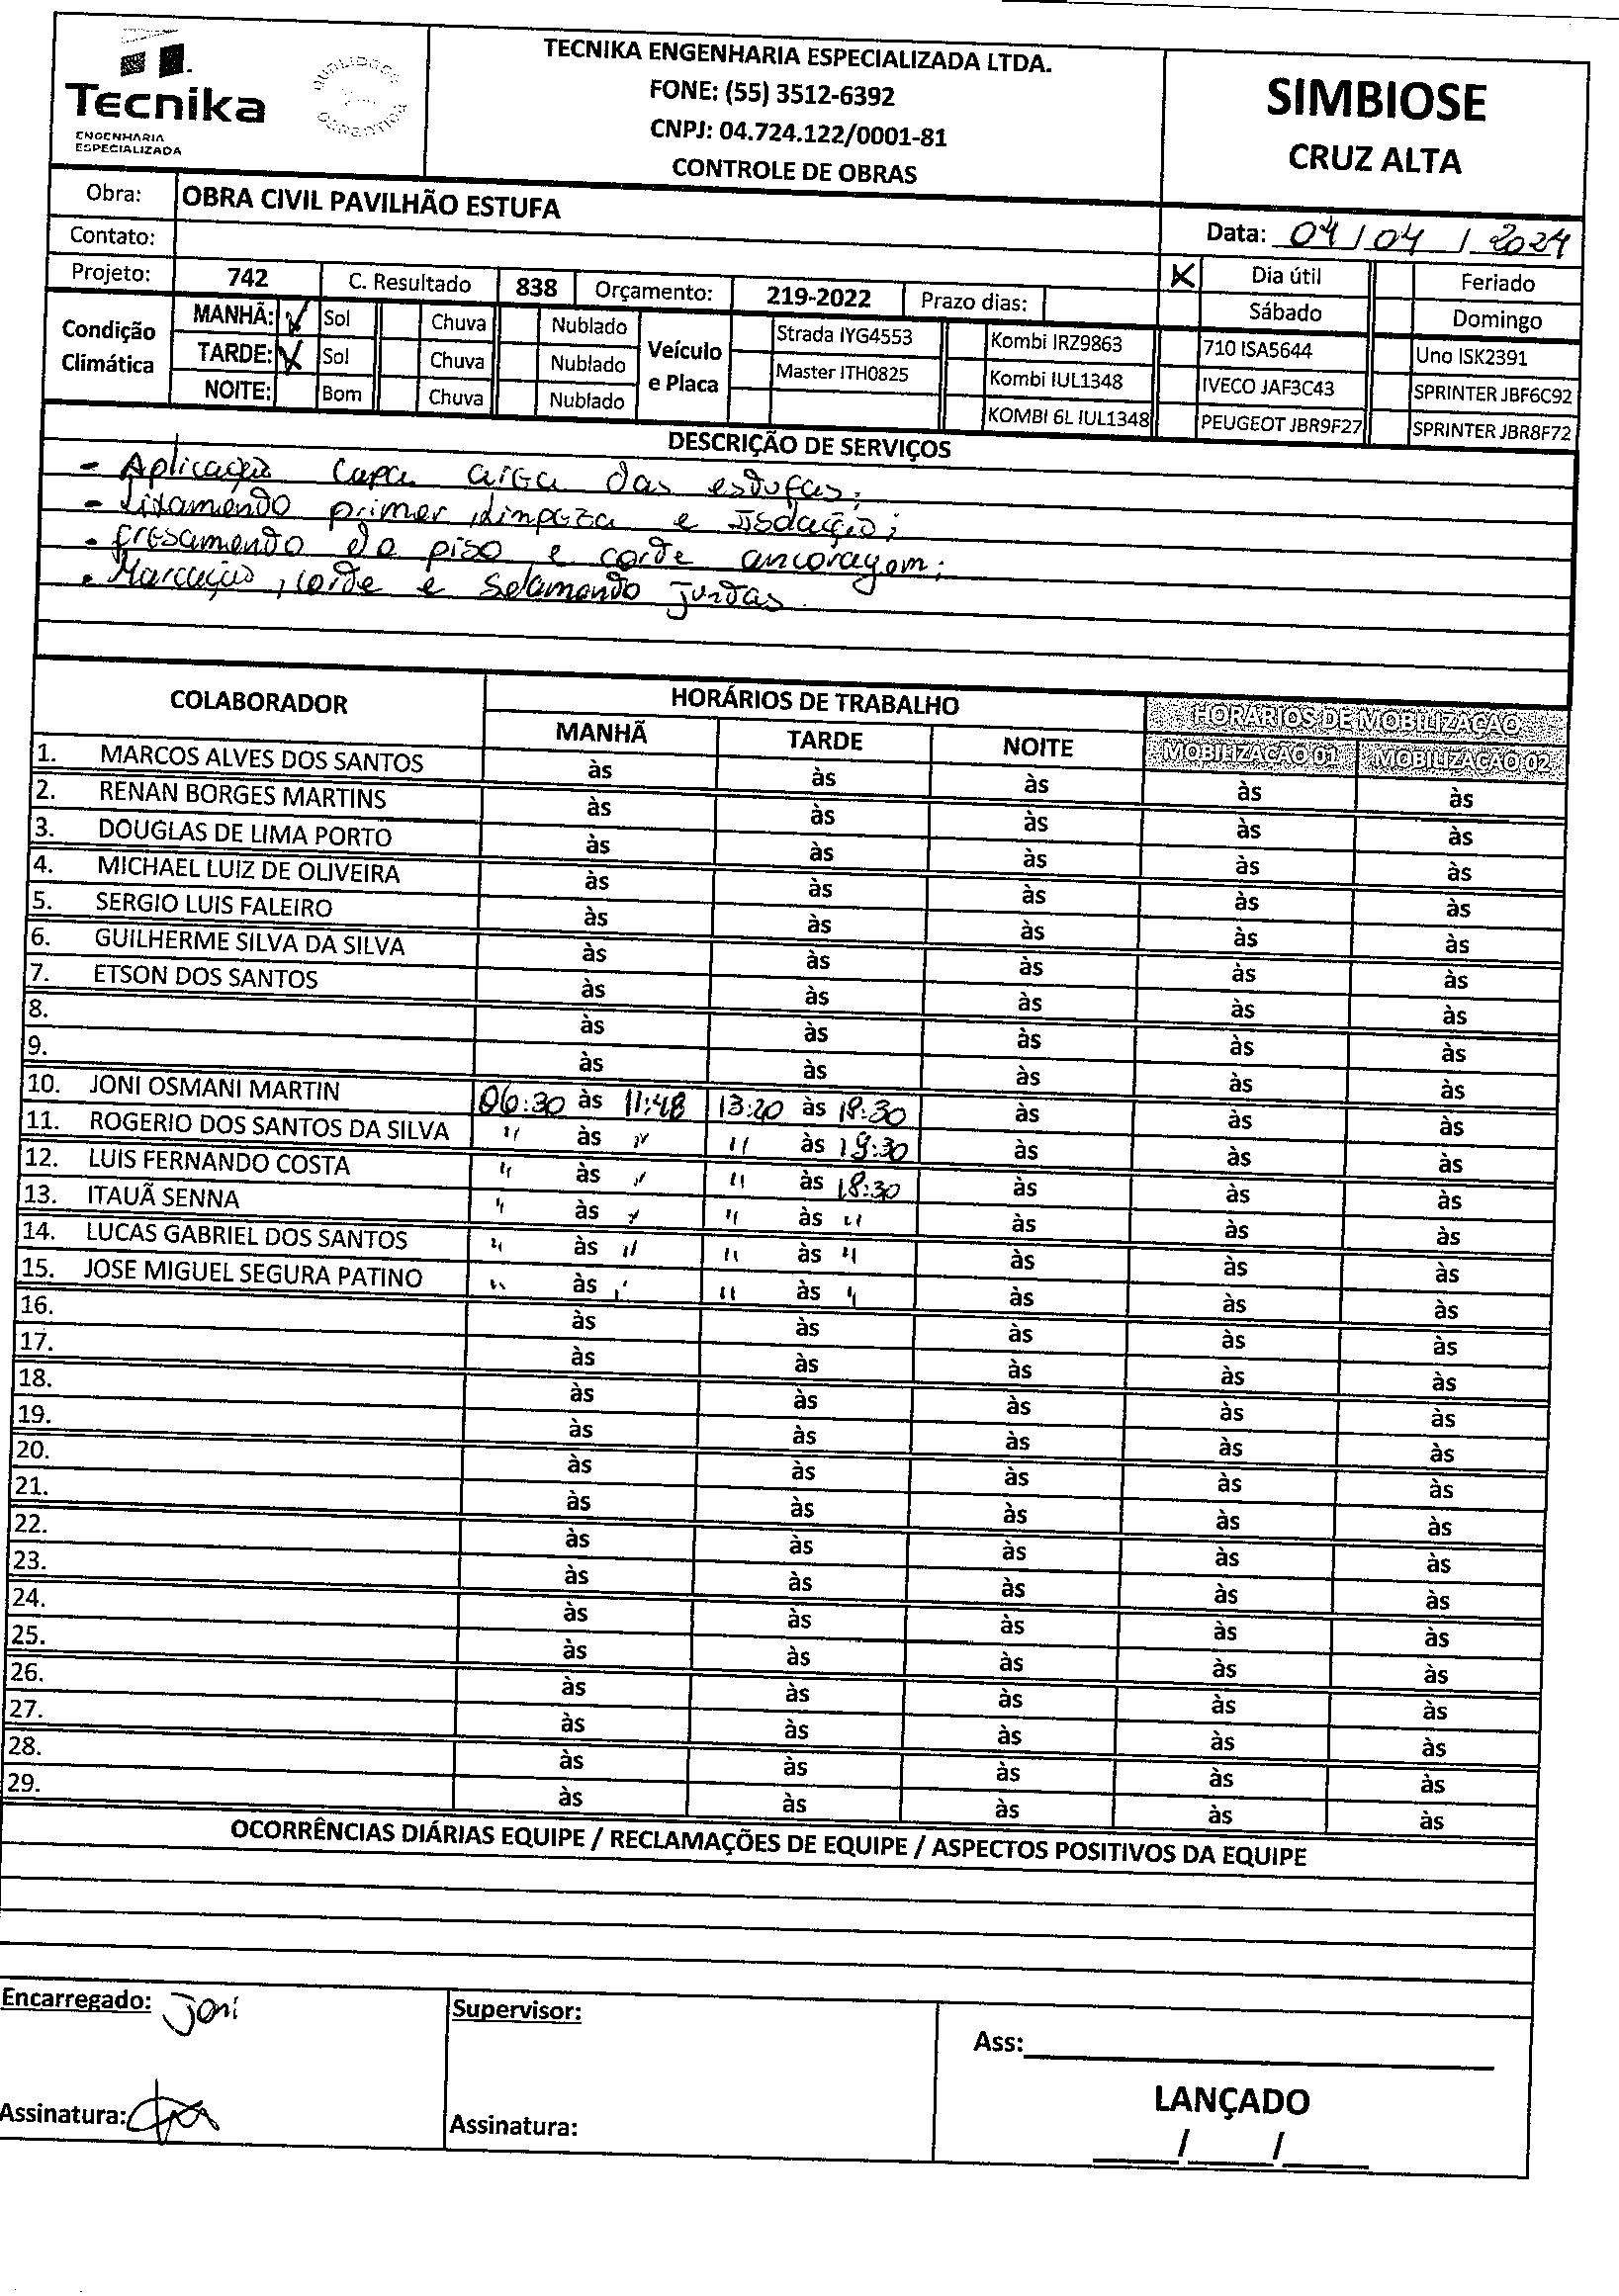 Tecnika
ENGENHARIA
ESPECIALIZADA
QUALIDADE
GARANTIDA
TECNIKA ENGENHARIA ESPECIALIZADA LTDA.
FONE: (55) 3512-6392
CNPJ: 04.724.122/0001-81
CONTROLE DE OBRAS
SIMBIOSE
CRUZ ALTA
Obra: OBRA CIVIL PAVILHÃO ESTUFA
Data: 04/04/2024
Contato:
Projeto: 742 C. Resultado 838 Orçamento: 219-2022 Prazo dias:
X Dia útil Feriado
Sábado Domingo
Condição Climática
MANHÃ: Sol Chuva Nublado
TARDE: Sol Chuva Nublado
NOITE: Bom Chuva Nublado
Veículo e Placa
Strada IYG4553 Kombi IRZ9863 710 ISA5644 Uno ISK2391
Master ITH0825 Kombi IUL1348 IVECO JAF3C43 SPRINTER JBF6C92
KOMBI 6L IUL1348 PEUGEOT JBR9F27 SPRINTER JBR8F72
DESCRIÇÃO DE SERVIÇOS
- Aplicação capa das estufas;
- Lixamendo primer, limpeza e
- Fresamendo do piso e corde ancoragem;
- Marcação, corde e Selamendo Jundas.
COLABORADOR HORÁRIOS DE TRABALHO HORÁRIOS DE MOBILIZAÇÃO
MANHÃ TARDE NOITE MOBILIZAÇÃO 01 MOBILIZAÇÃO 02
1. MARCOS ALVES DOS SANTOS às às às às às
2. RENAN BORGES MARTINS às às às às às
3. DOUGLAS DE LIMA PORTO às às às às às
4. MICHAEL LUIZ DE OLIVEIRA às às às às às
5. SERGIO LUIS FALEIRO às às às às às
6. GUILHERME SILVA DA SILVA às às às às às
7. ETSON DOS SANTOS às às às às às
8. às às às às às
9. às às às às às
10. JONI OSMANI MARTIN 06:30 às 11:48 13:20 às 18:30 às às às
11. ROGERIO DOS SANTOS DA SILVA " às " " às 19:30 às às às
12. LUIS FERNANDO COSTA " às " " às 18:30 às às às
13. ITAUÃ SENNA " às " " às " às às às
14. LUCAS GABRIEL DOS SANTOS " às " " às " às às às
15. JOSE MIGUEL SEGURA PATINO " às " " às " às às às
16. às às às às às
17. às às às às às
18. às às às às às
19. às às às às às
20. às às às às às
21. às às às às às
22. às às às às às
23. às às às às às
24. às às às às às
25. às às às às às
26. às às às às às
27. às às às às às
28. às às às às às
29. às às às às às
OCORRÊNCIAS DIÁRIAS EQUIPE / RECLAMAÇÕES DE EQUIPE / ASPECTOS POSITIVOS DA EQUIPE
Encarregado: Joni
Supervisor:
Ass:
LANÇADO
Assinatura:
Assinatura:
/ /